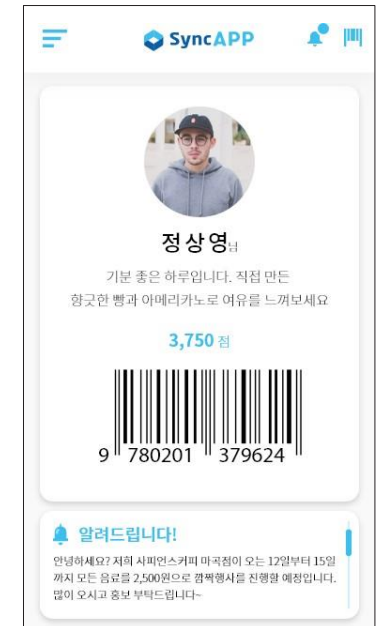 SyncAPP
정상영님
기분 좋은 하루입니다. 직접 만든
향긋한 빵과 아메리카노로 여유를 느껴보세요
3,750 점
9 780201 379624
알려드립니다!
안녕하세요? 저희 사피언스커피 마곡점이 오는 12일부터 15일
까지 모든 음료를 2,500원으로 깜짝행사를 진행할 예정입니다.
많이 오시고 홍보 부탁드립니다~